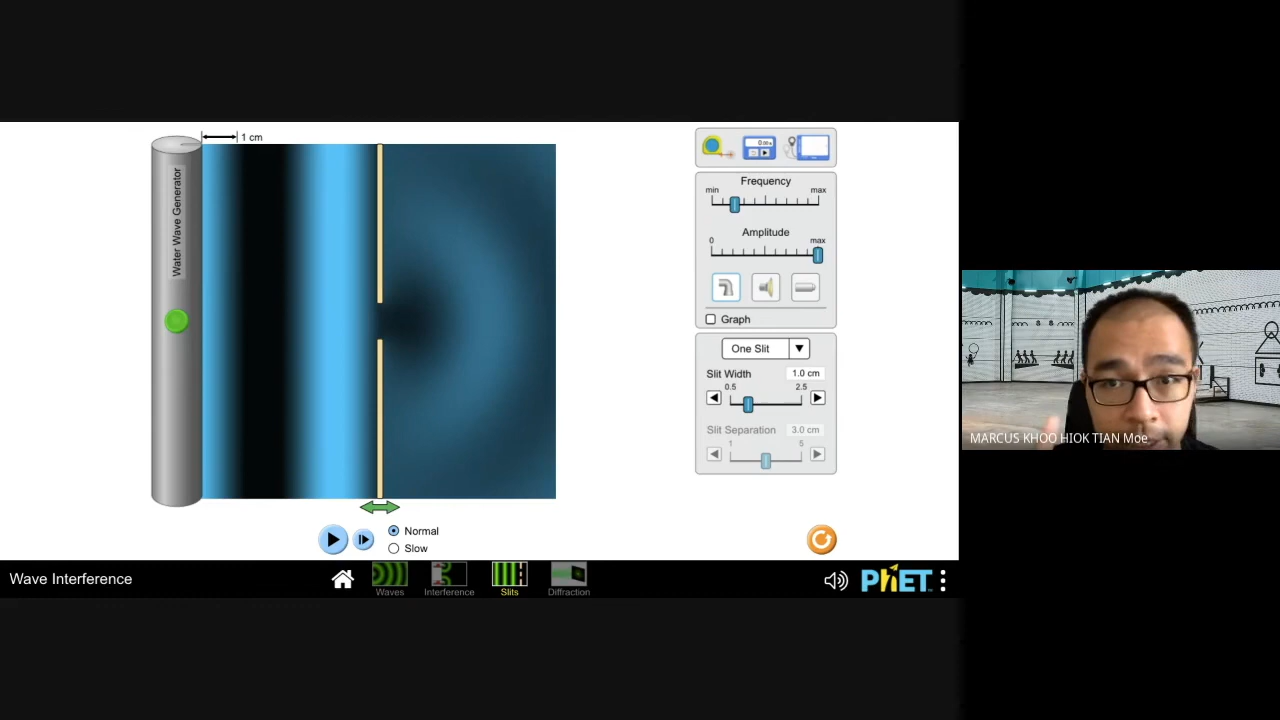 1 cm
Water Wave Generator
0.00 s
Frequency
min max
Amplitude
0 max
Graph
One Slit
Slit Width 1.0 cm
0.5 2.5
Slit Separation 3.0 cm
1 5
Normal
Slow
MARCUS KHOO HIOK TIAN Moe
Wave Interference
Waves Interference Slits Diffraction
PhET